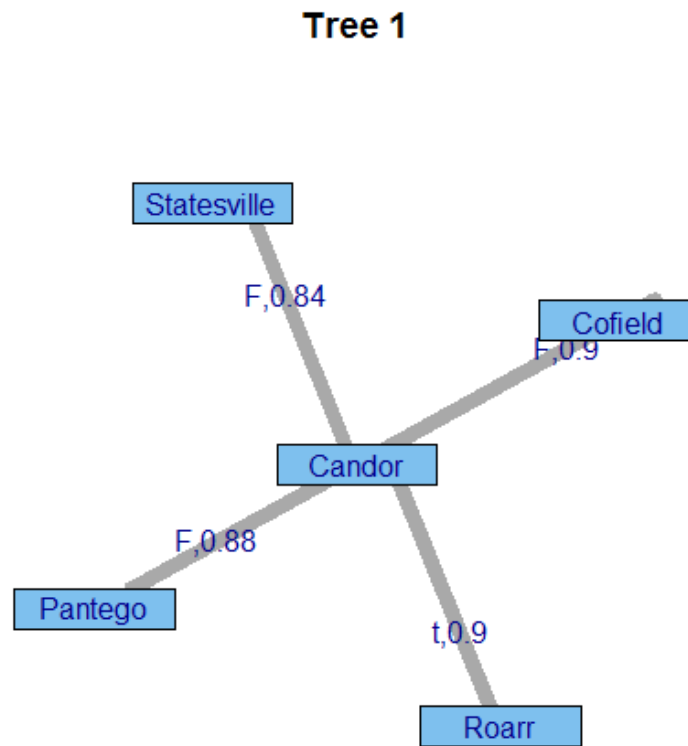 Tree 1
Statesville
F,0.84
Cofield
F,0.9
Candor
F,0.88
Pantego
t,0.9
Roarr